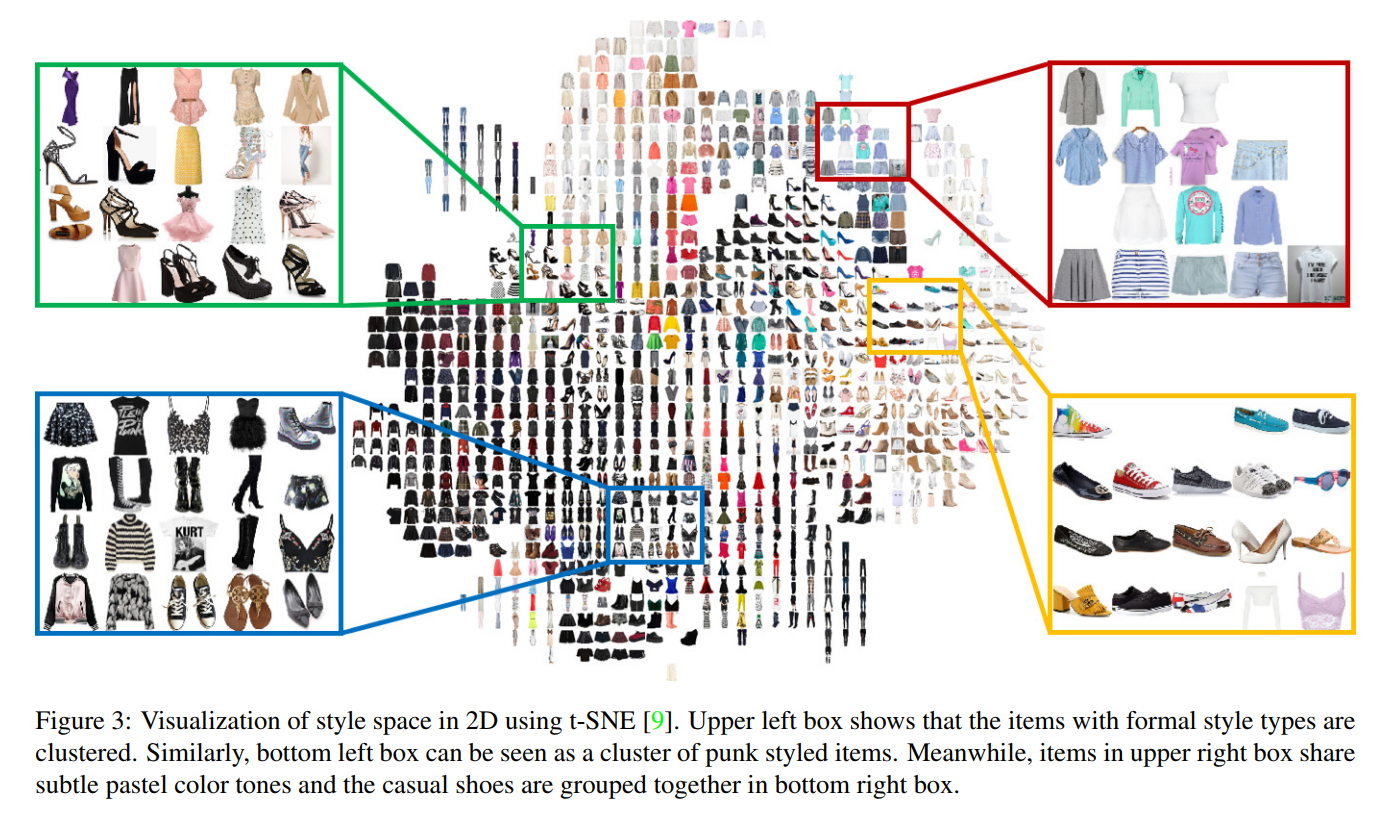 KURT
Figure 3: Visualization of style space in 2D using t-SNE [9]. Upper left box shows that the items with formal style types are
clustered. Similarly, bottom left box can be seen as a cluster of punk styled items. Meanwhile, items in upper right box share
subtle pastel color tones and the casual shoes are grouped together in bottom right box.